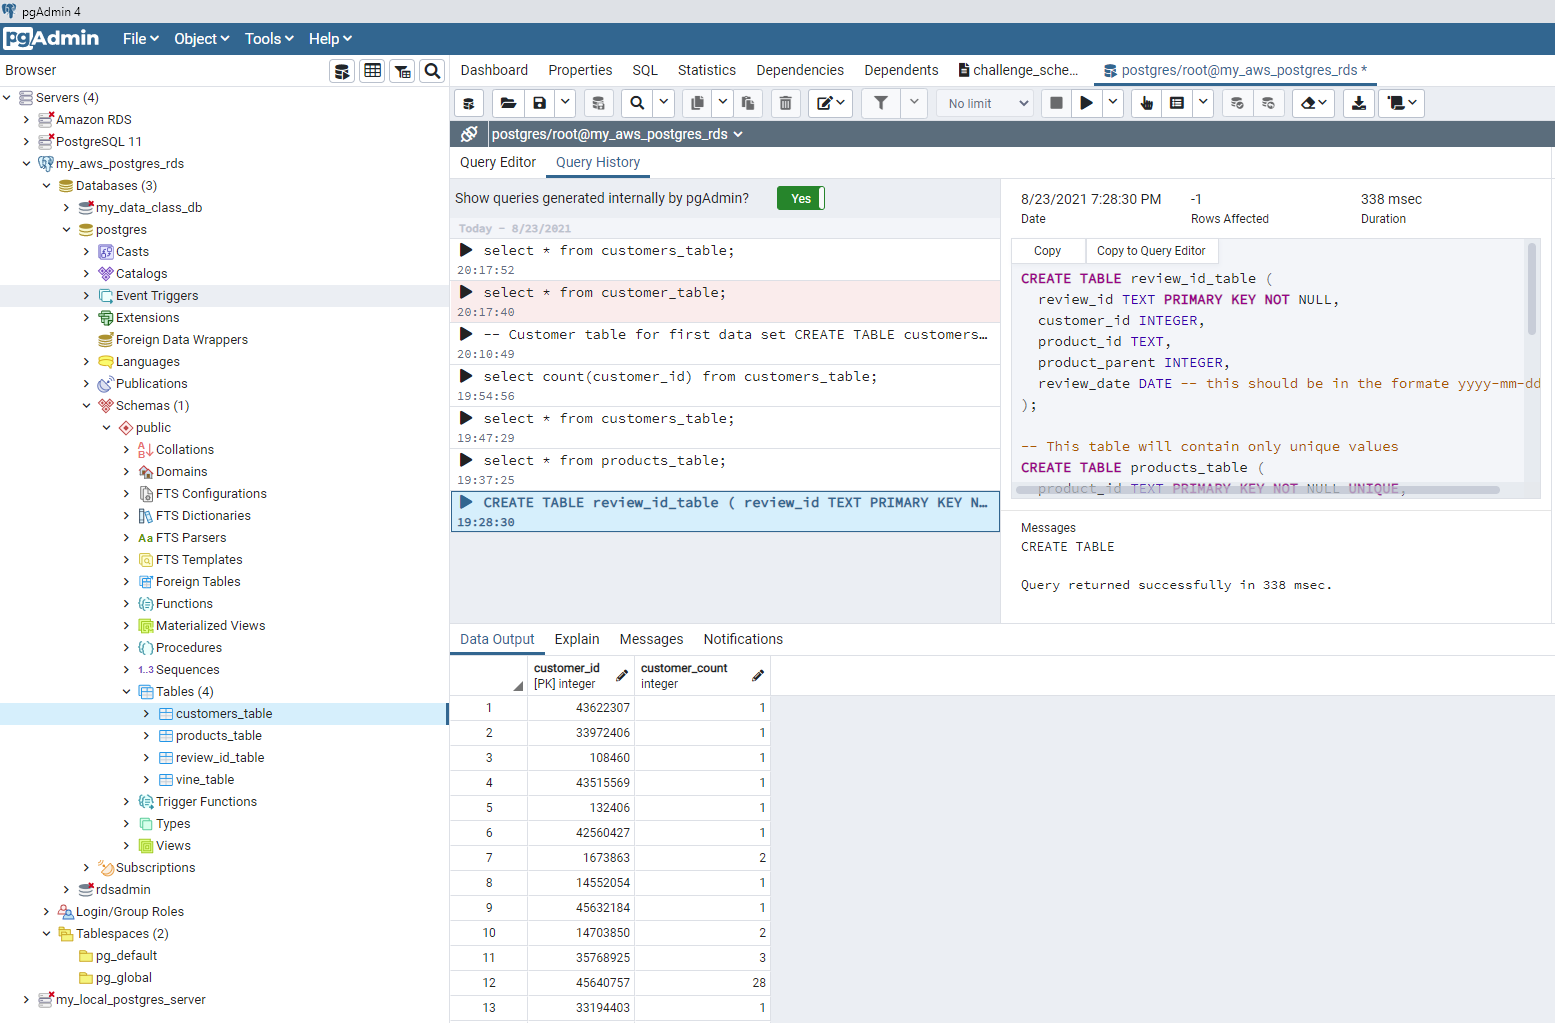 pgAdmin 4
pgAdmin File Object Tools Help
Browser
Servers (4)
Amazon RDS
PostgreSQL 11
my_aws_postgres_rds
Databases (3)
my_data_class_db
postgres
Casts
Catalogs
Event Triggers
Extensions
Foreign Data Wrappers
Languages
Publications
Schemas (1)
public
Collations
Domains
FTS Configurations
FTS Dictionaries
Aa FTS Parsers
FTS Templates
Foreign Tables
Functions
Materialized Views
Procedures
1..3 Sequences
Tables (4)
customers_table
products_table
review_id_table
vine_table
Trigger Functions
Types
Views
Subscriptions
rdsadmin
Login/Group Roles
Tablespaces (2)
pg_default
pg_global
my_local_postgres_server
Dashboard Properties SQL Statistics Dependencies Dependents challenge_sche... postgres/root@my_aws_postgres_rds *
No limit
postgres/root@my_aws_postgres_rds
Query Editor Query History
Show queries generated internally by pgAdmin? Yes
Today - 8/23/2021
select * from customers_table;
20:17:52
select * from customer_table;
20:17:40
-- Customer table for first data set CREATE TABLE customers…
20:10:49
select count(customer_id) from customers_table;
19:54:56
select * from customers_table;
19:47:29
select * from products_table;
19:37:25
CREATE TABLE review_id_table ( review_id TEXT PRIMARY KEY N…
19:28:30
8/23/2021 7:28:30 PM -1 338 msec
Date Rows Affected Duration
Copy Copy to Query Editor
CREATE TABLE review_id_table (
review_id TEXT PRIMARY KEY NOT NULL,
customer_id INTEGER,
product_id TEXT,
product_parent INTEGER,
review_date DATE -- this should be in the formate yyyy-mm-dd
);
-- This table will contain only unique values
CREATE TABLE products_table (
product_id TEXT PRIMARY KEY NOT NULL UNIQUE,
Messages
CREATE TABLE
Query returned successfully in 338 msec.
Data Output Explain Messages Notifications
customer_id customer_count
[PK] integer integer
1 43622307 1
2 33972406 1
3 108460 1
4 43515569 1
5 132406 1
6 42560427 1
7 1673863 2
8 14552054 1
9 45632184 1
10 14703850 2
11 35768925 3
12 45640757 28
13 33194403 1